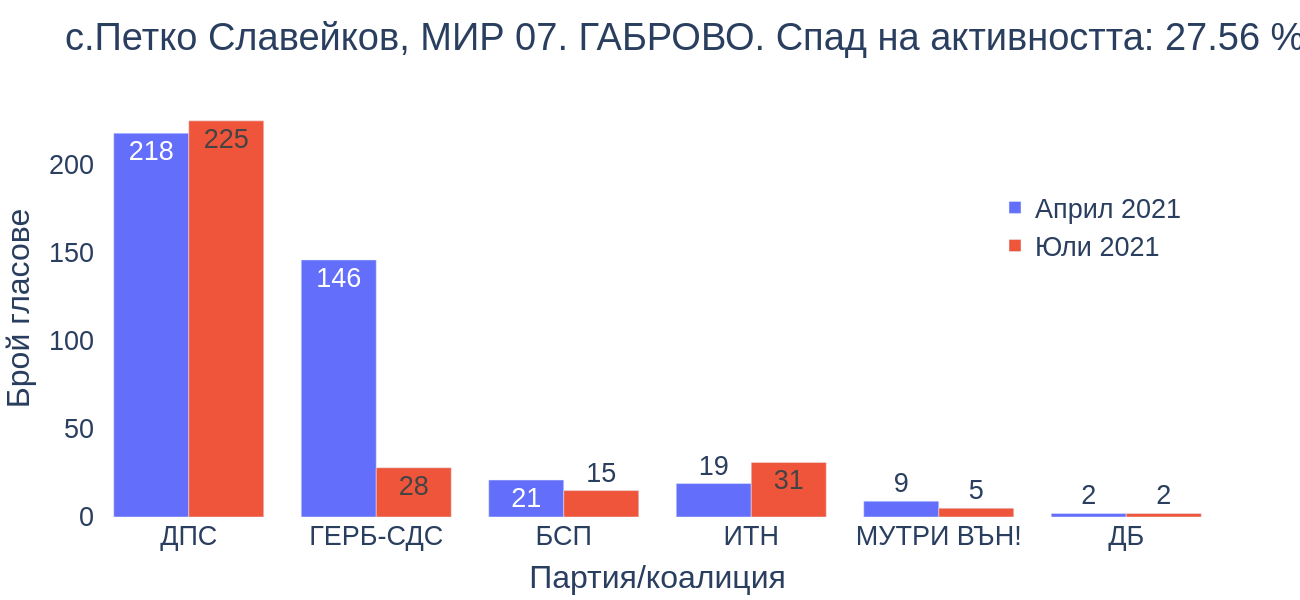 с.Петко Славейков, МИР 07. ГАБРОВО. Спад на активността: 27.56 %
Брой гласове
200
150
100
50
0
218
225
146
28
21
15
19
31
9
5
2
2
Април 2021
Юли 2021
ДПС
ГЕРБ-СДС
БСП
ИТН
МУТРИ ВЪН!
ДБ
Партия/коалиция